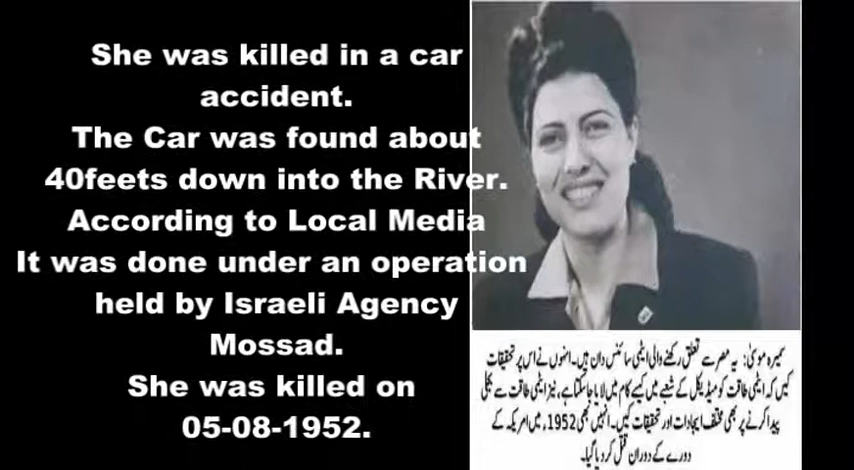 She was killed in a car
accident.
The Car was found about
40feets down into the River.
According to Local Media
It was done under an operation
held by Israeli Agency
Mossad.
She was killed on
05-08-1952.
سمیرہ موسیٰ: یہ مصر سے تعلق رکھنے والی ایٹمی سائنس دان ہیں۔ انہوں نے اس پر تحقیقات
کیں کہ ایٹمی طاقت کو میڈیکل کے شعبے میں کیسے کام میں لایا جاسکتا ہے، نیز ایٹمی طاقت سے بجلی
پیدا کرنے پر بھی مختلف ایجادات اور تحقیقات کیں۔ انہیں بھی 1952ء میں امریکہ کے
دورے کے دوران قتل کر دیا گیا۔